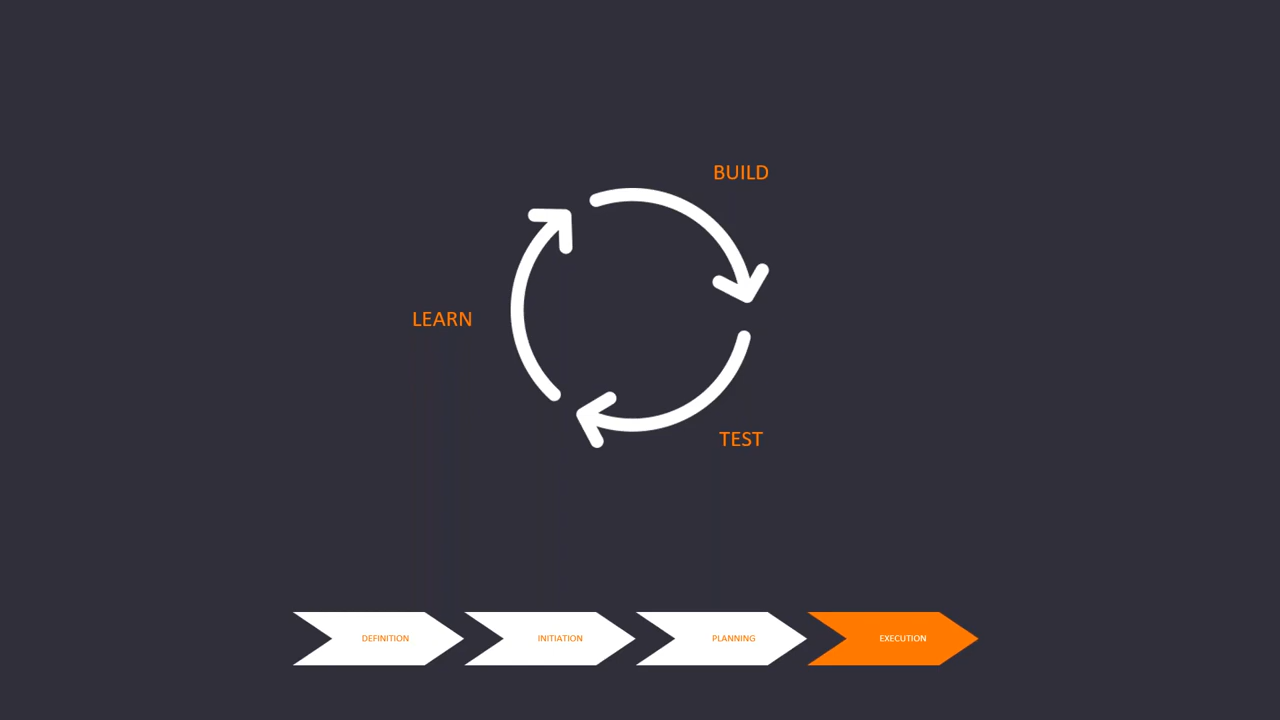 BUILD
LEARN
TEST
DEFINITION
INITIATION
PLANNING
EXECUTION